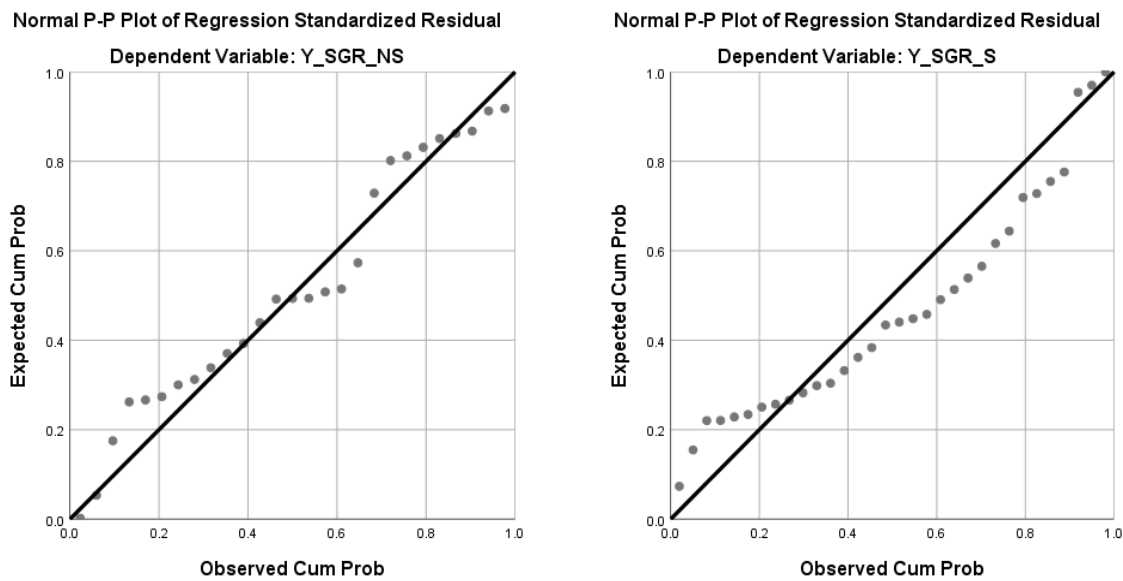 Normal P-P Plot of Regression Standardized Residual
Dependent Variable: Y_SGR_NS
1.0
0.8
0.6
0.4
0.2
0.0
Expected Cum Prob
0.0 0.2 0.4 0.6 0.8 1.0
Observed Cum Prob
Normal P-P Plot of Regression Standardized Residual
Dependent Variable: Y_SGR_S
1.0
0.8
0.6
0.4
0.2
0.0
Expected Cum Prob
0.0 0.2 0.4 0.6 0.8 1.0
Observed Cum Prob